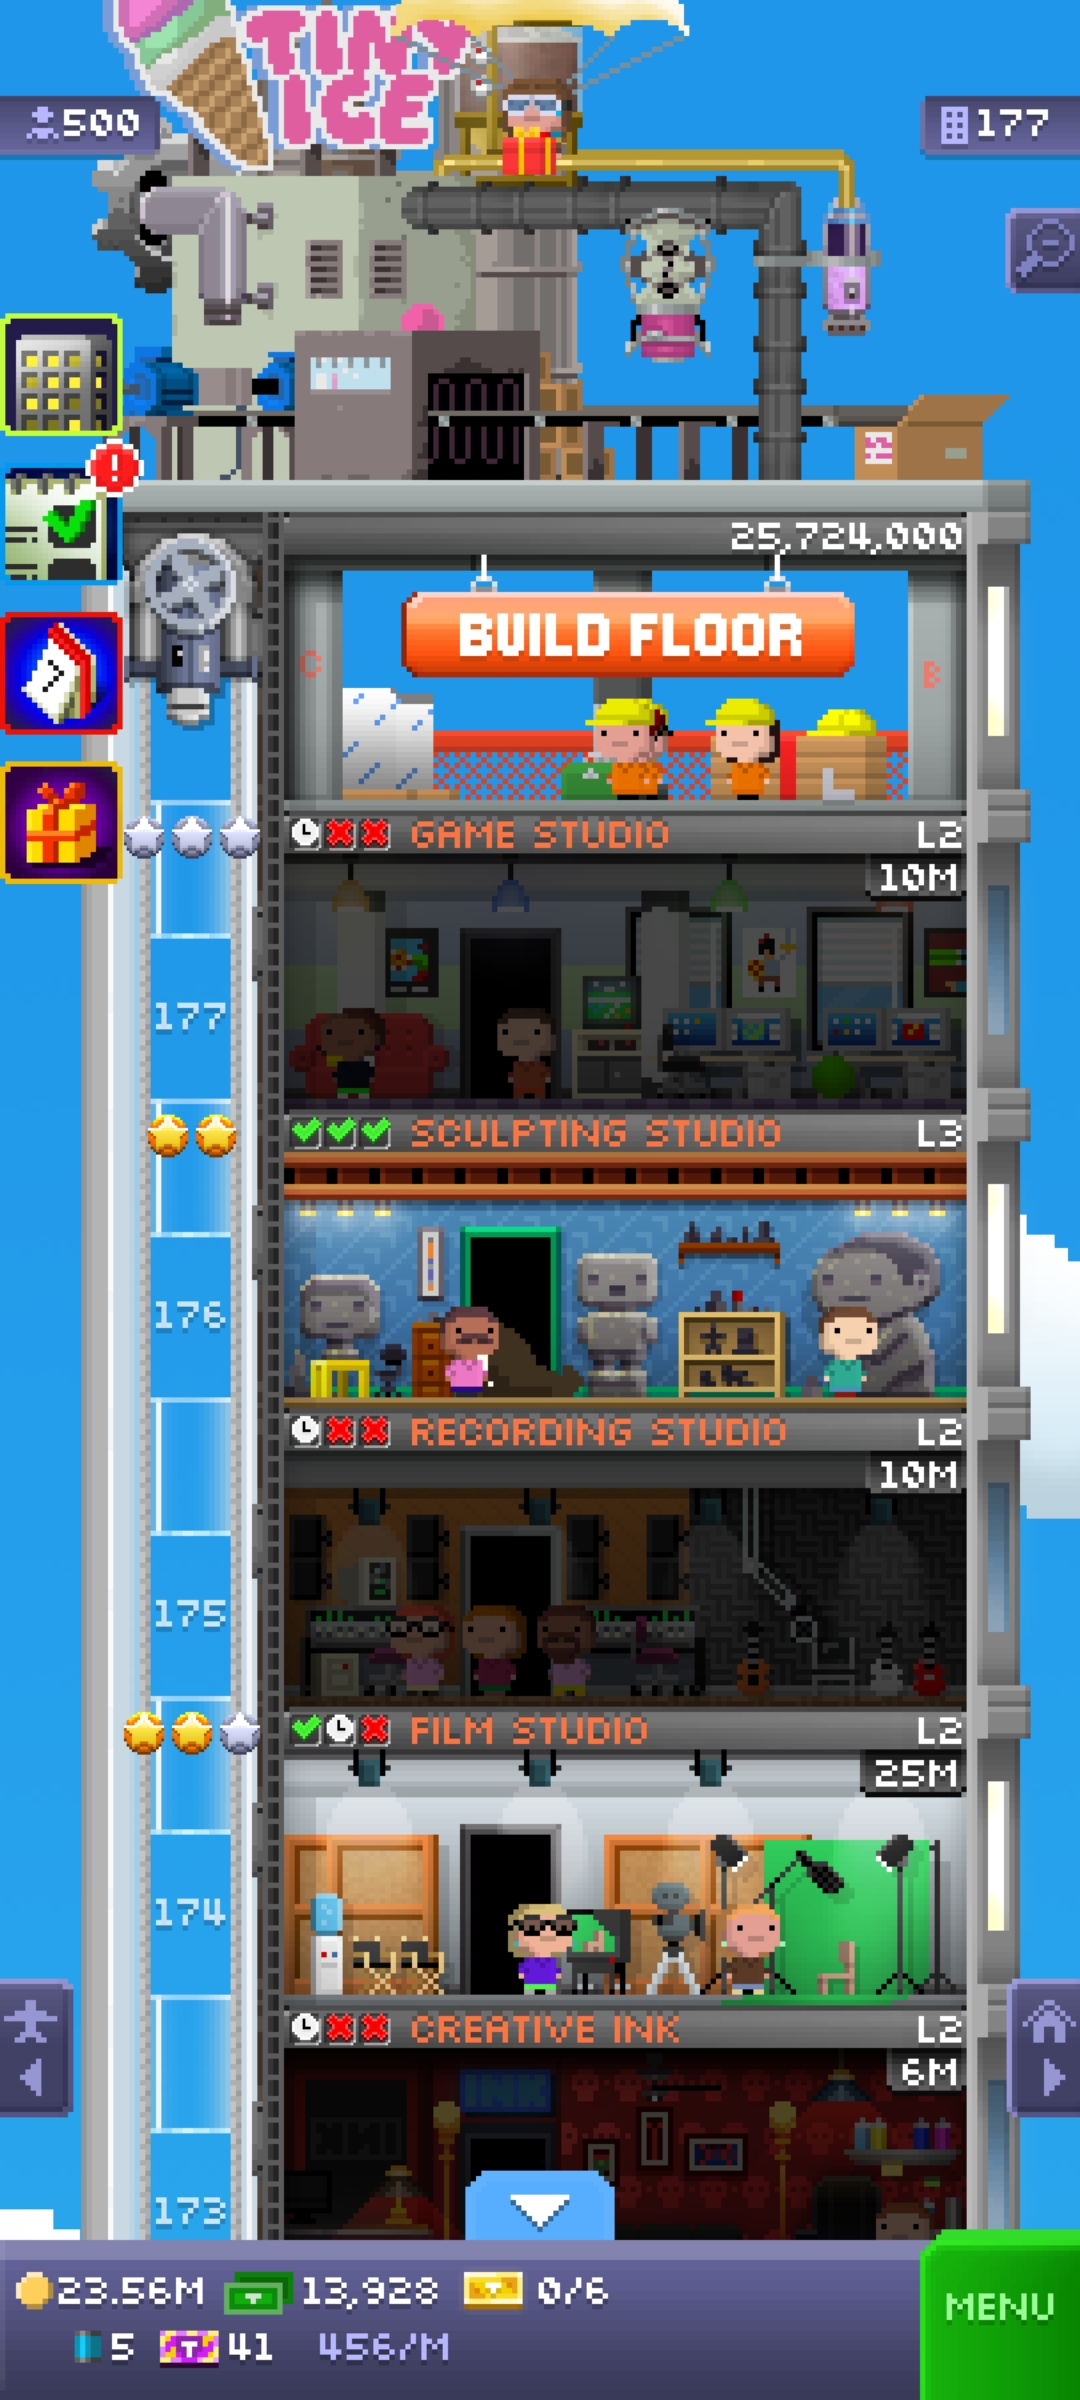 TINY
ICE
500
177
25,724,000
BUILD FLOOR
C
B
GAME STUDIO
L2
10M
177
SCULPTING STUDIO
L3
176
RECORDING STUDIO
L2
10M
175
FILM STUDIO
L2
25M
174
CREATIVE INK
L2
6M
INK
173
23.56M
13,928
0/6
MENU
5
T
41
456/M